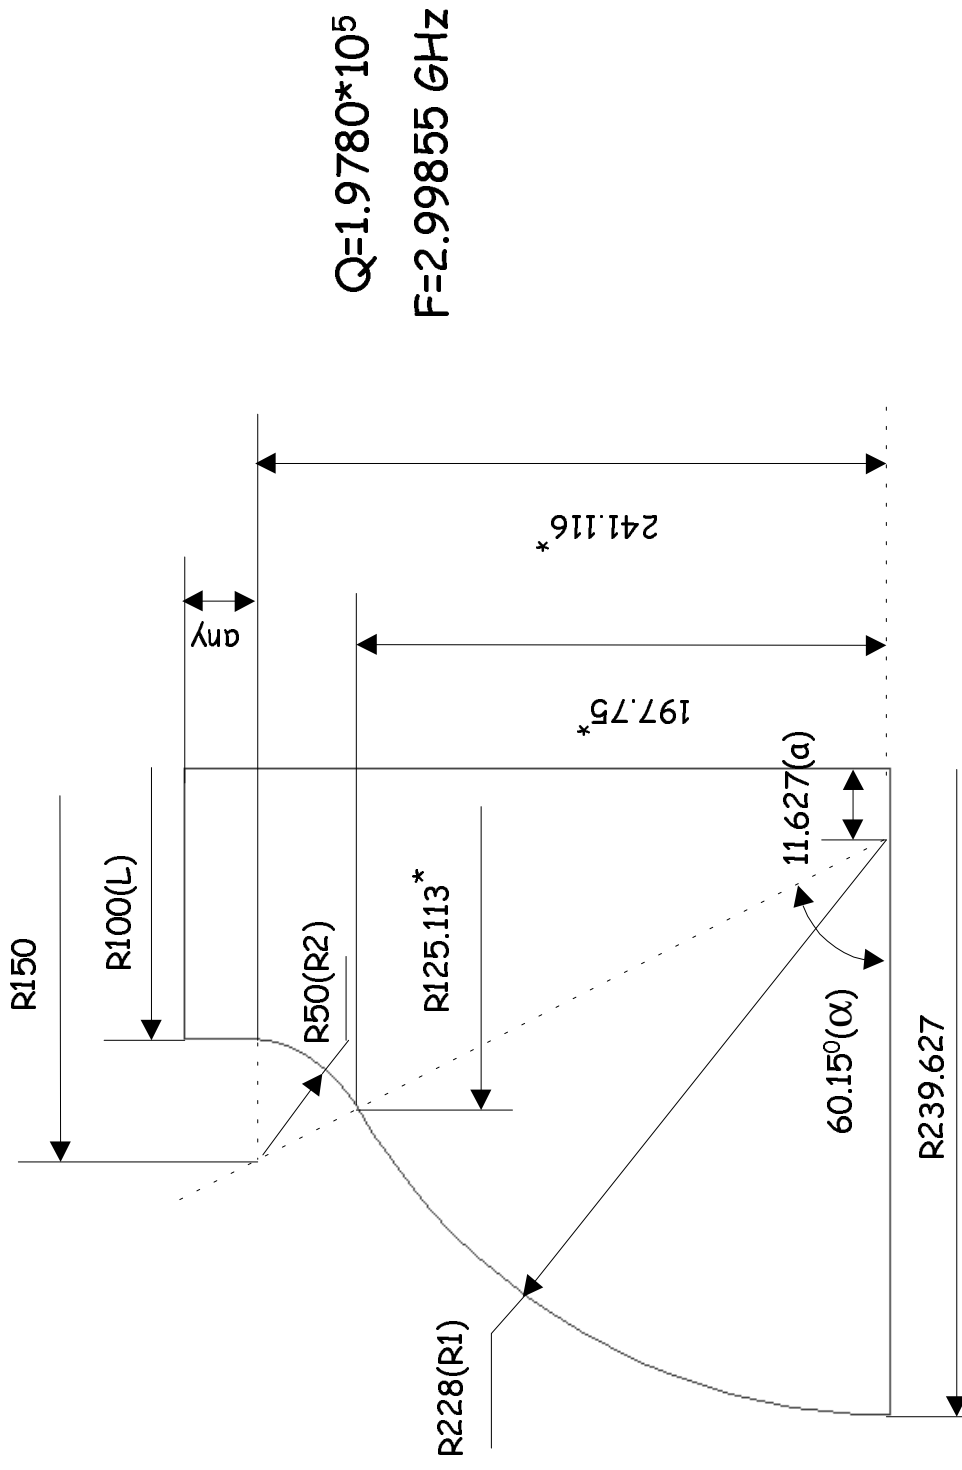 Q=1.9780*10⁵
F=2.99855 GHz
R150
R100(L)
R50(R2)
R125.113*
R228(R1)
60.15⁰(α)
R239.627
11.627(a)
any
241.116*
197.75*